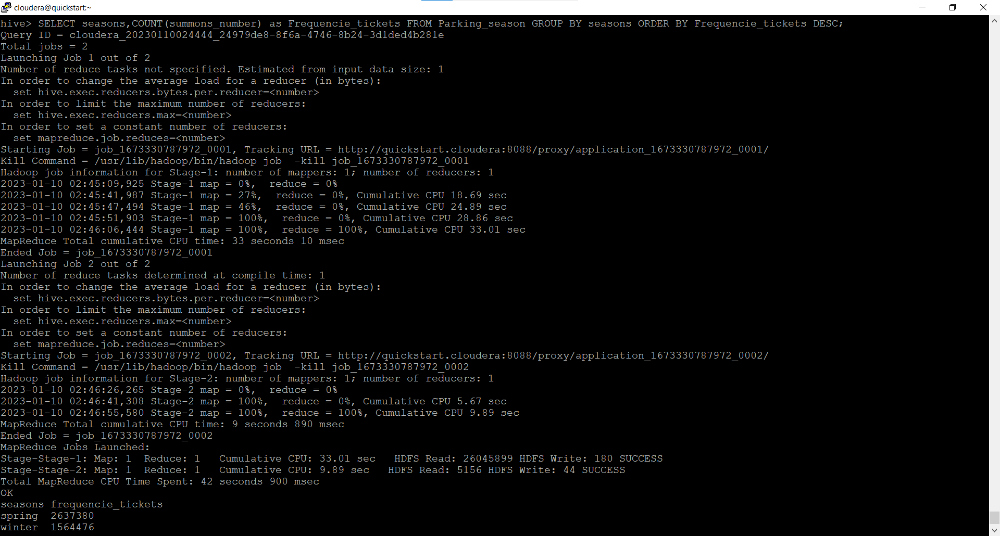 cloudera@quickstart:~
hive> SELECT seasons,COUNT(summons_number) as Frequencie_tickets FROM Parking_season GROUP BY seasons ORDER BY Frequencie_tickets DESC;
Query ID = cloudera_20230110024444_24979de8-8f6a-4746-8b24-3d1ded4b281e
Total jobs = 2
Launching Job 1 out of 2
Number of reduce tasks not specified. Estimated from input data size: 1
In order to change the average load for a reducer (in bytes):
  set hive.exec.reducers.bytes.per.reducer=<number>
In order to limit the maximum number of reducers:
  set hive.exec.reducers.max=<number>
In order to set a constant number of reducers:
  set mapreduce.job.reduces=<number>
Starting Job = job_1673330787972_0001, Tracking URL = http://quickstart.cloudera:8088/proxy/application_1673330787972_0001/
Kill Command = /usr/lib/hadoop/bin/hadoop job  -kill job_1673330787972_0001
Hadoop job information for Stage-1: number of mappers: 1; number of reducers: 1
2023-01-10 02:45:09,925 Stage-1 map = 0%,  reduce = 0%
2023-01-10 02:45:41,987 Stage-1 map = 27%,  reduce = 0%, Cumulative CPU 18.69 sec
2023-01-10 02:45:47,494 Stage-1 map = 46%,  reduce = 0%, Cumulative CPU 24.89 sec
2023-01-10 02:45:51,903 Stage-1 map = 100%,  reduce = 0%, Cumulative CPU 28.86 sec
2023-01-10 02:46:06,444 Stage-1 map = 100%,  reduce = 100%, Cumulative CPU 33.01 sec
MapReduce Total cumulative CPU time: 33 seconds 10 msec
Ended Job = job_1673330787972_0001
Launching Job 2 out of 2
Number of reduce tasks determined at compile time: 1
In order to change the average load for a reducer (in bytes):
  set hive.exec.reducers.bytes.per.reducer=<number>
In order to limit the maximum number of reducers:
  set hive.exec.reducers.max=<number>
In order to set a constant number of reducers:
  set mapreduce.job.reduces=<number>
Starting Job = job_1673330787972_0002, Tracking URL = http://quickstart.cloudera:8088/proxy/application_1673330787972_0002/
Kill Command = /usr/lib/hadoop/bin/hadoop job  -kill job_1673330787972_0002
Hadoop job information for Stage-2: number of mappers: 1; number of reducers: 1
2023-01-10 02:46:26,265 Stage-2 map = 0%,  reduce = 0%
2023-01-10 02:46:41,308 Stage-2 map = 100%,  reduce = 0%, Cumulative CPU 5.67 sec
2023-01-10 02:46:55,580 Stage-2 map = 100%,  reduce = 100%, Cumulative CPU 9.89 sec
MapReduce Total cumulative CPU time: 9 seconds 890 msec
Ended Job = job_1673330787972_0002
MapReduce Jobs Launched:
Stage-Stage-1: Map: 1  Reduce: 1   Cumulative CPU: 33.01 sec   HDFS Read: 26045899 HDFS Write: 180 SUCCESS
Stage-Stage-2: Map: 1  Reduce: 1   Cumulative CPU: 9.89 sec   HDFS Read: 5156 HDFS Write: 44 SUCCESS
Total MapReduce CPU Time Spent: 42 seconds 900 msec
OK
seasons frequencie_tickets
spring  2637380
winter  1564476